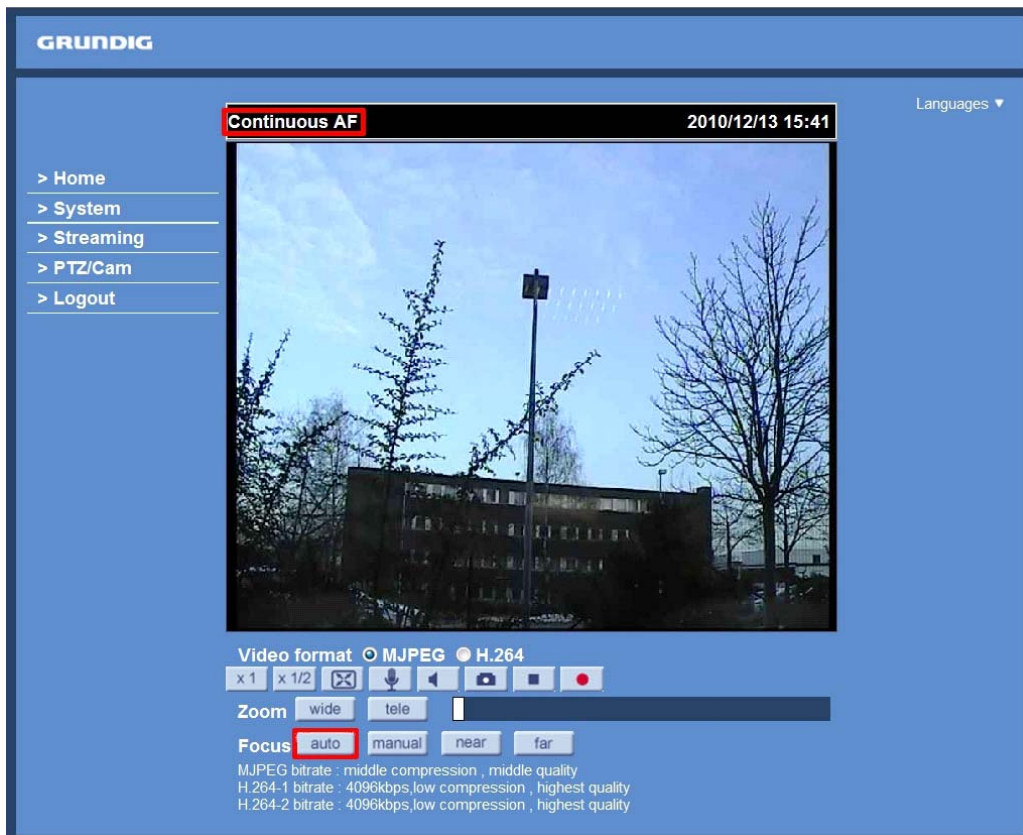 GRUNDIG
Languages ▼
Continuous AF 2010/12/13 15:41
> Home
> System
> Streaming
> PTZ/Cam
> Logout
Video format MJPEG H.264
x 1 x 1/2
Zoom wide tele
Focus auto manual near far
MJPEG bitrate : middle compression , middle quality
H.264-1 bitrate : 4096kbps,low compression , highest quality
H.264-2 bitrate : 4096kbps,low compression , highest quality